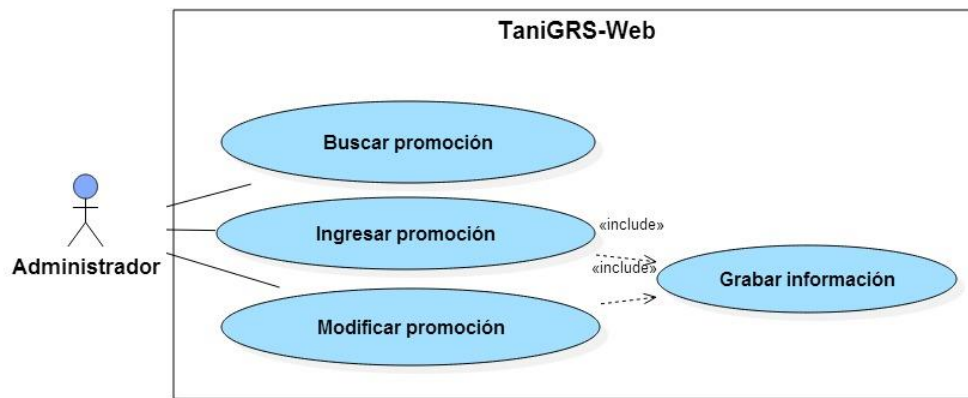 TaniGRS-Web
Buscar promoción
Ingresar promoción
«include»
Administrador
«include»
Grabar información
Modificar promoción